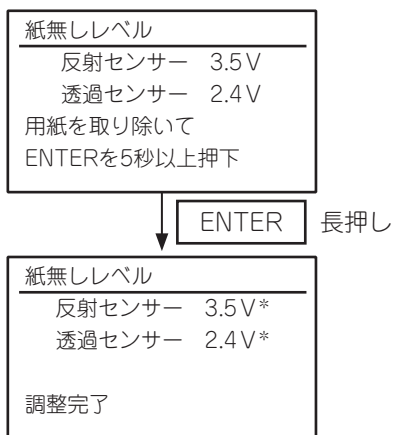 紙無しレベル
反射センサー 3.5V
透過センサー 2.4V
用紙を取り除いて
ENTERを5秒以上押下
ENTER 長押し
紙無しレベル
反射センサー 3.5V*
透過センサー 2.4V*
調整完了